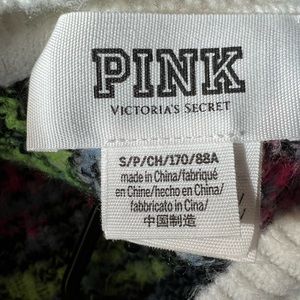 PINK
VICTORIA'S SECRET
S/P/CH/170/88A
made in China/fabriqué
en Chine/hecho en China/
fabbricato in Cina/
中国制造